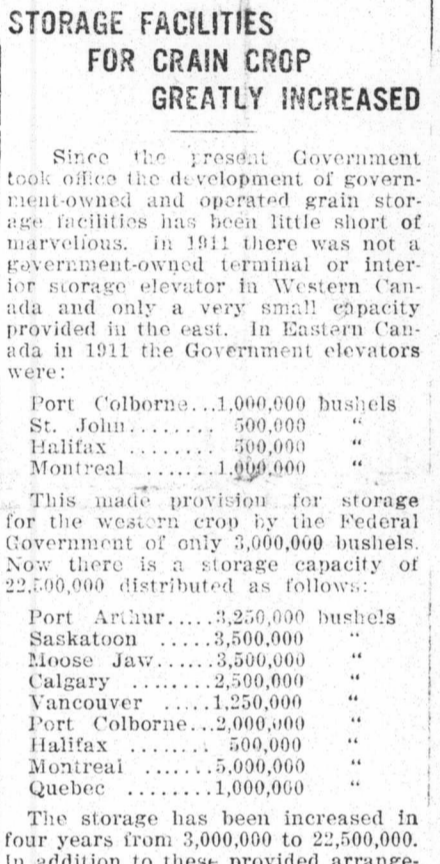 STORAGE FACILITIES
FOR GRAIN CROP
GREATLY INCREASED
Since the present Government
took office the development of govern-
ment-owned and operated grain stor-
age facilities has been little short of
marvellous. In 1911 there was not a
government-owned terminal or inter-
ior storage elevator in Western Can-
ada and only a very small capacity
provided in the east. In Eastern Can-
ada in 1911 the Government elevators
were:
Port Colborne...1,000,000 bushels
St. John........ 500,000 "
Halifax ........ 500,000 "
Montreal ......1,000,000 "
This made provision for storage
for the western crop by the Federal
Government of only 3,000,000 bushels.
Now there is a storage capacity of
22,500,000 distributed as follows:
Port Arthur.....3,250,000 bushels
Saskatoon .....3,500,000 "
Moose Jaw......3,500,000 "
Calgary ........2,500,000 "
Vancouver .....1,250,000 "
Port Colborne...2,000,000 "
Halifax ........ 500,000 "
Montreal .......5,000,000 "
Quebec ........1,000,000 "
The storage has been increased in
four years from 3,000,000 to 22,500,000.
In addition to these provided arrange-